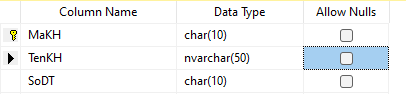 Column Name Data Type Allow Nulls
MaKH char(10)
TenKH nvarchar(50)
SoDT char(10)